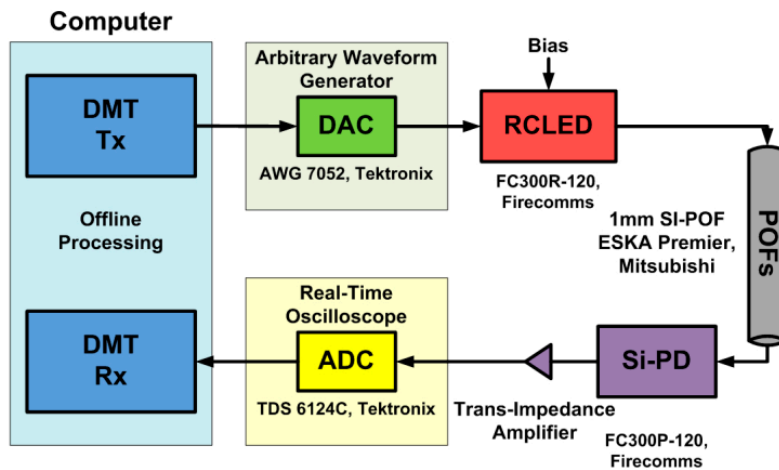 Computer
DMT
Tx
Offline
Processing
DMT
Rx
Arbitrary Waveform
Generator
DAC
AWG 7052, Tektronix
Bias
RCLED
FC300R-120,
Firecomms
1mm SI-POF
ESKA Premier,
Mitsubishi
POFs
Real-Time
Oscilloscope
ADC
TDS 6124C, Tektronix
Trans-Impedance
Amplifier
Si-PD
FC300P-120,
Firecomms